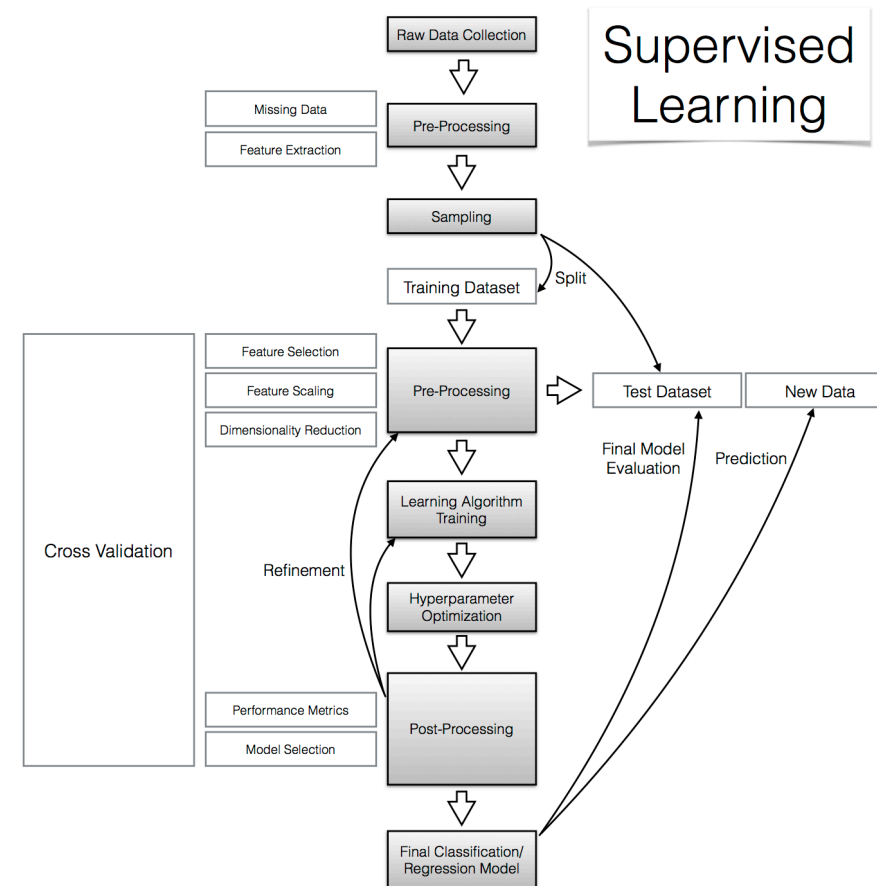 Supervised
Learning
Raw Data Collection
Missing Data
Pre-Processing
Feature Extraction
Sampling
Split
Training Dataset
Feature Selection
Feature Scaling
Pre-Processing
Dimensionality Reduction
Test Dataset
New Data
Final Model
Evaluation
Prediction
Learning Algorithm
Training
Cross Validation
Refinement
Hyperparameter
Optimization
Performance Metrics
Post-Processing
Model Selection
Final Classification/
Regression Model